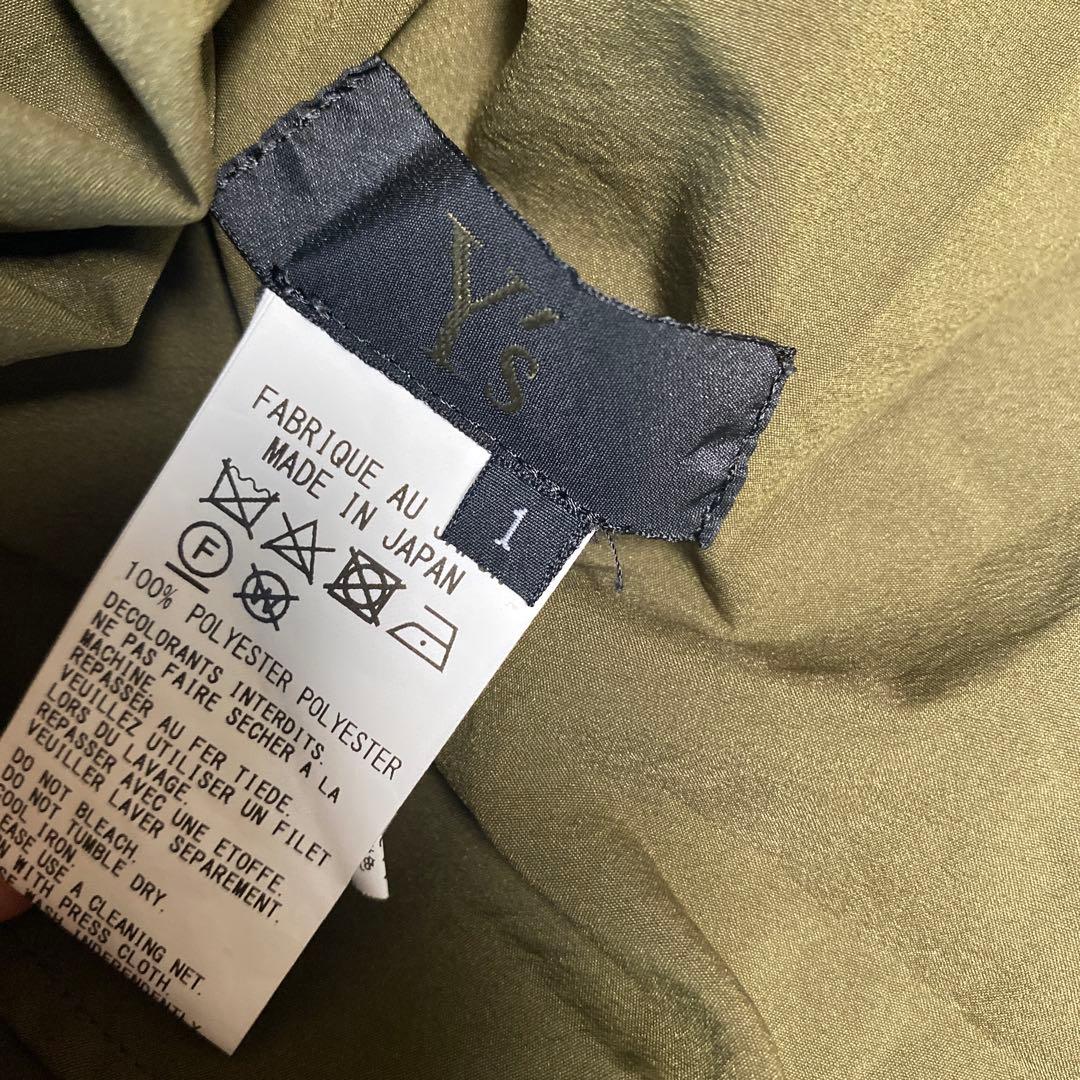 Y's
1
FABRIQUE AU
MADE IN JAPAN
F
100% POLYESTER POLYESTER
DECOLORANTS INTERDITS.
NE PAS FAIRE SECHER A LA
MACHINE.
REPASSER AU FER TIEDE.
VEUILLEZ UTILISER UN FILET
LORS DU LAVAGE.
REPASSER AVEC UNE ETOFFE.
VEUILLER LAVER SEPAREMENT.
DO NOT BLEACH.
DO NOT TUMBLE DRY.
COOL IRON.
USE A CLEANING NET.
WITH PRESS CLOTH.
WASH INDEPENDENTLY